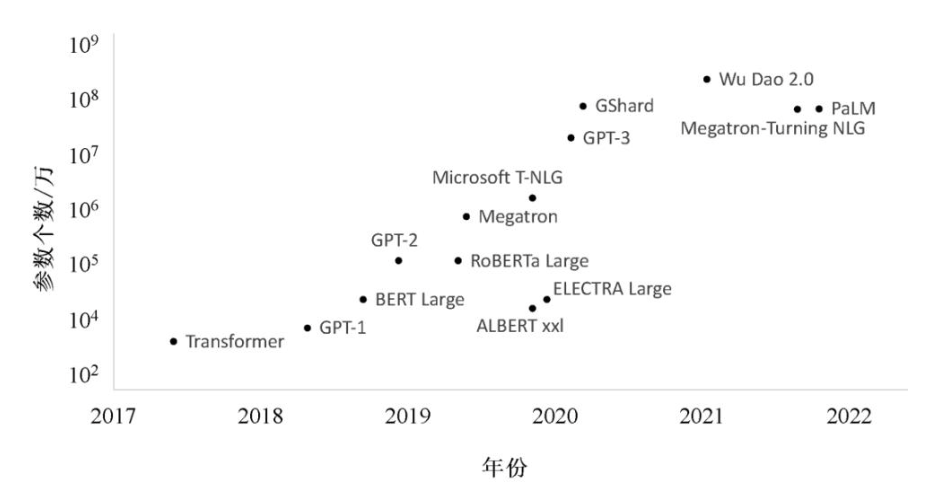 10⁹
10⁸
10⁷
10⁶
10⁵
10⁴
10²
参数个数/万
Wu Dao 2.0
GShard
PaLM
Megatron-Turning NLG
GPT-3
Microsoft T-NLG
Megatron
GPT-2
RoBERTa Large
ELECTRA Large
BERT Large
ALBERT xxl
GPT-1
Transformer
2017 2018 2019 2020 2021 2022
年份